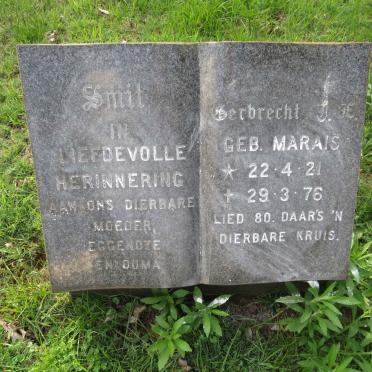 Smit
IN
LIEFDEVOLLE
HERINNERING
AAN ONS DIERBARE
MOEDER,
EGGENOTE
EN OUMA
Gerbrecht J. E.
GEB. MARAIS
* 22·4·21
† 29·3·76
LIED 80. DAAR'S 'N
DIERBARE KRUIS.